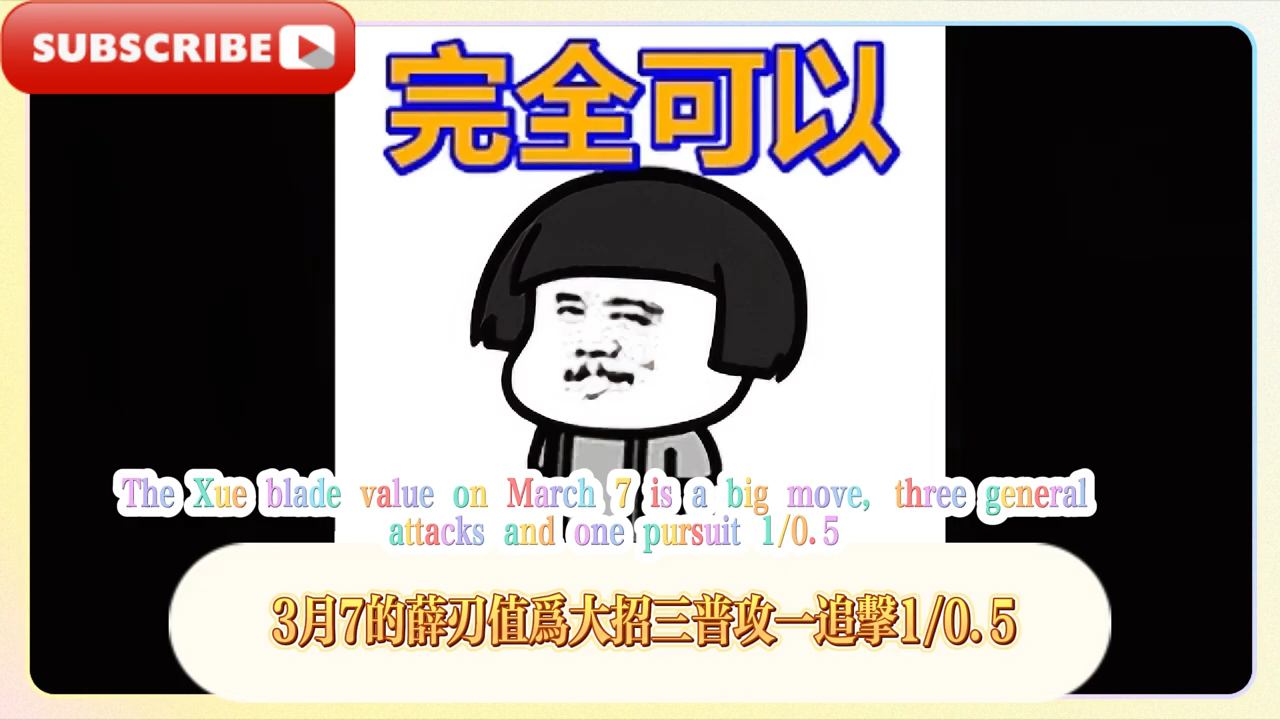 SUBSCRIBE
完全可以
The Xue blade value on March 7 is a big move, three general
attacks and one pursuit 1/0.5
3月7的薛刃值爲大招三普攻一追擊1/0.5